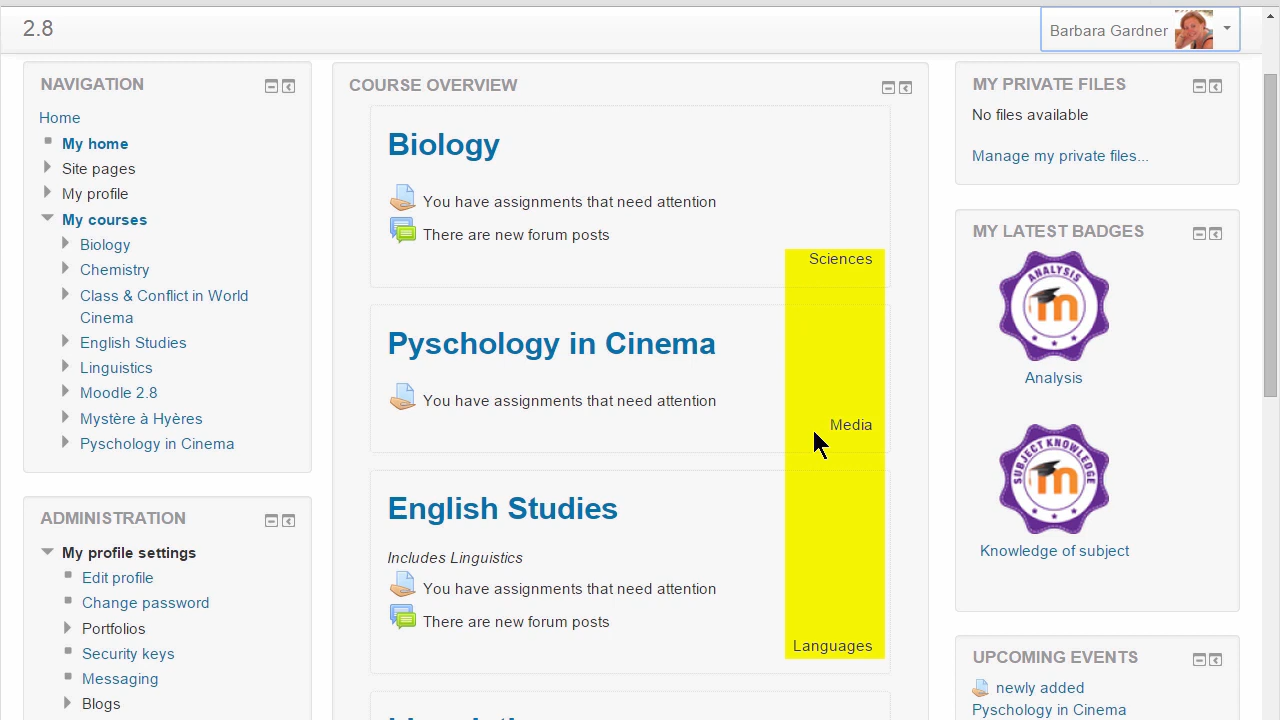 2.8
Barbara Gardner
NAVIGATION
Home
My home
Site pages
My profile
My courses
Biology
Chemistry
Class & Conflict in World
Cinema
English Studies
Linguistics
Moodle 2.8
Mystère à Hyères
Pyschology in Cinema
ADMINISTRATION
My profile settings
Edit profile
Change password
Portfolios
Security keys
Messaging
Blogs
COURSE OVERVIEW
Biology
You have assignments that need attention
There are new forum posts
Sciences
Pyschology in Cinema
You have assignments that need attention
Media
English Studies
Includes Linguistics
You have assignments that need attention
There are new forum posts
Languages
MY PRIVATE FILES
No files available
Manage my private files...
MY LATEST BADGES
ANALYSIS
m
Analysis
SUBJECT KNOWLEDGE
m
Knowledge of subject
UPCOMING EVENTS
newly added
Pyschology in Cinema